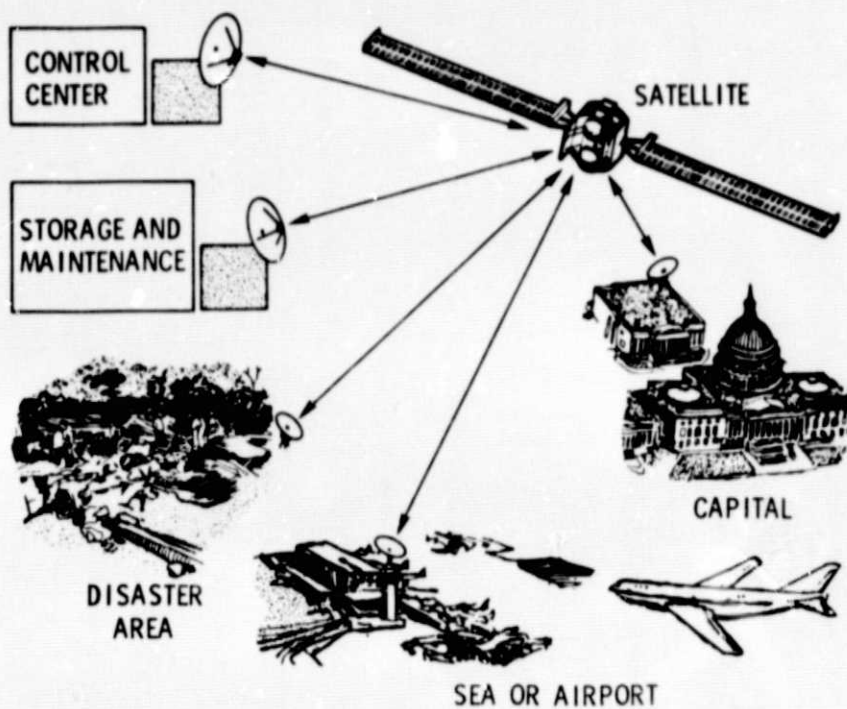 CONTROL
CENTER
SATELLITE
STORAGE AND
MAINTENANCE
CAPITAL
DISASTER
AREA
SEA OR AIRPORT